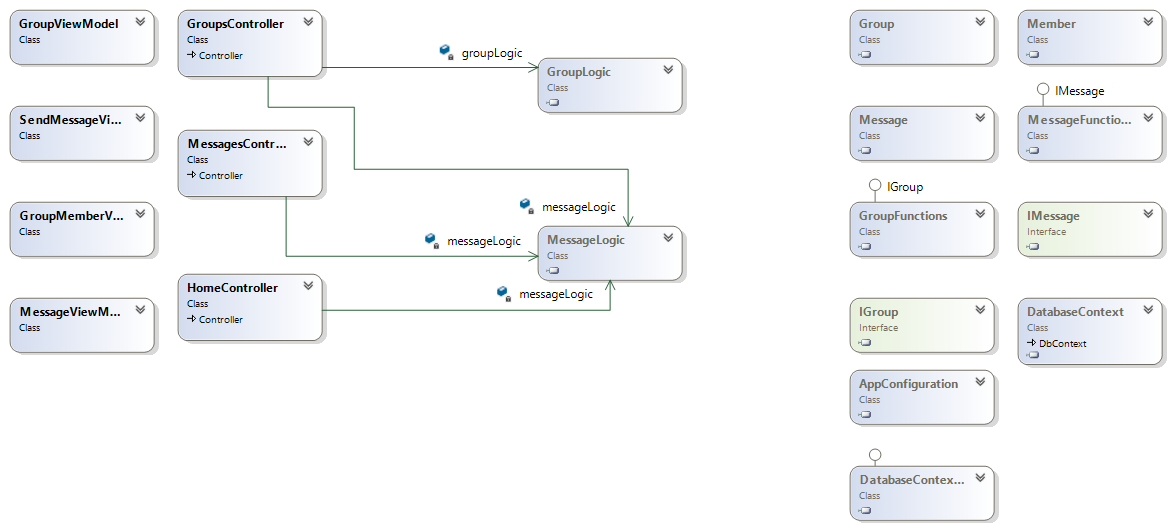 GroupViewModel
Class
SendMessageVi...
Class
GroupMemberV...
Class
MessageViewM...
Class
GroupsController
Class
Controller
MessagesContr...
Class
Controller
HomeController
Class
Controller
groupLogic
GroupLogic
Class
messageLogic
messageLogic
MessageLogic
Class
messageLogic
Group
Class
Member
Class
Message
Class
IMessage
MessageFunctio...
Class
IGroup
GroupFunctions
Class
IMessage
Interface
IGroup
Interface
DatabaseContext
Class
DbContext
AppConfiguration
Class
DatabaseContex...
Class